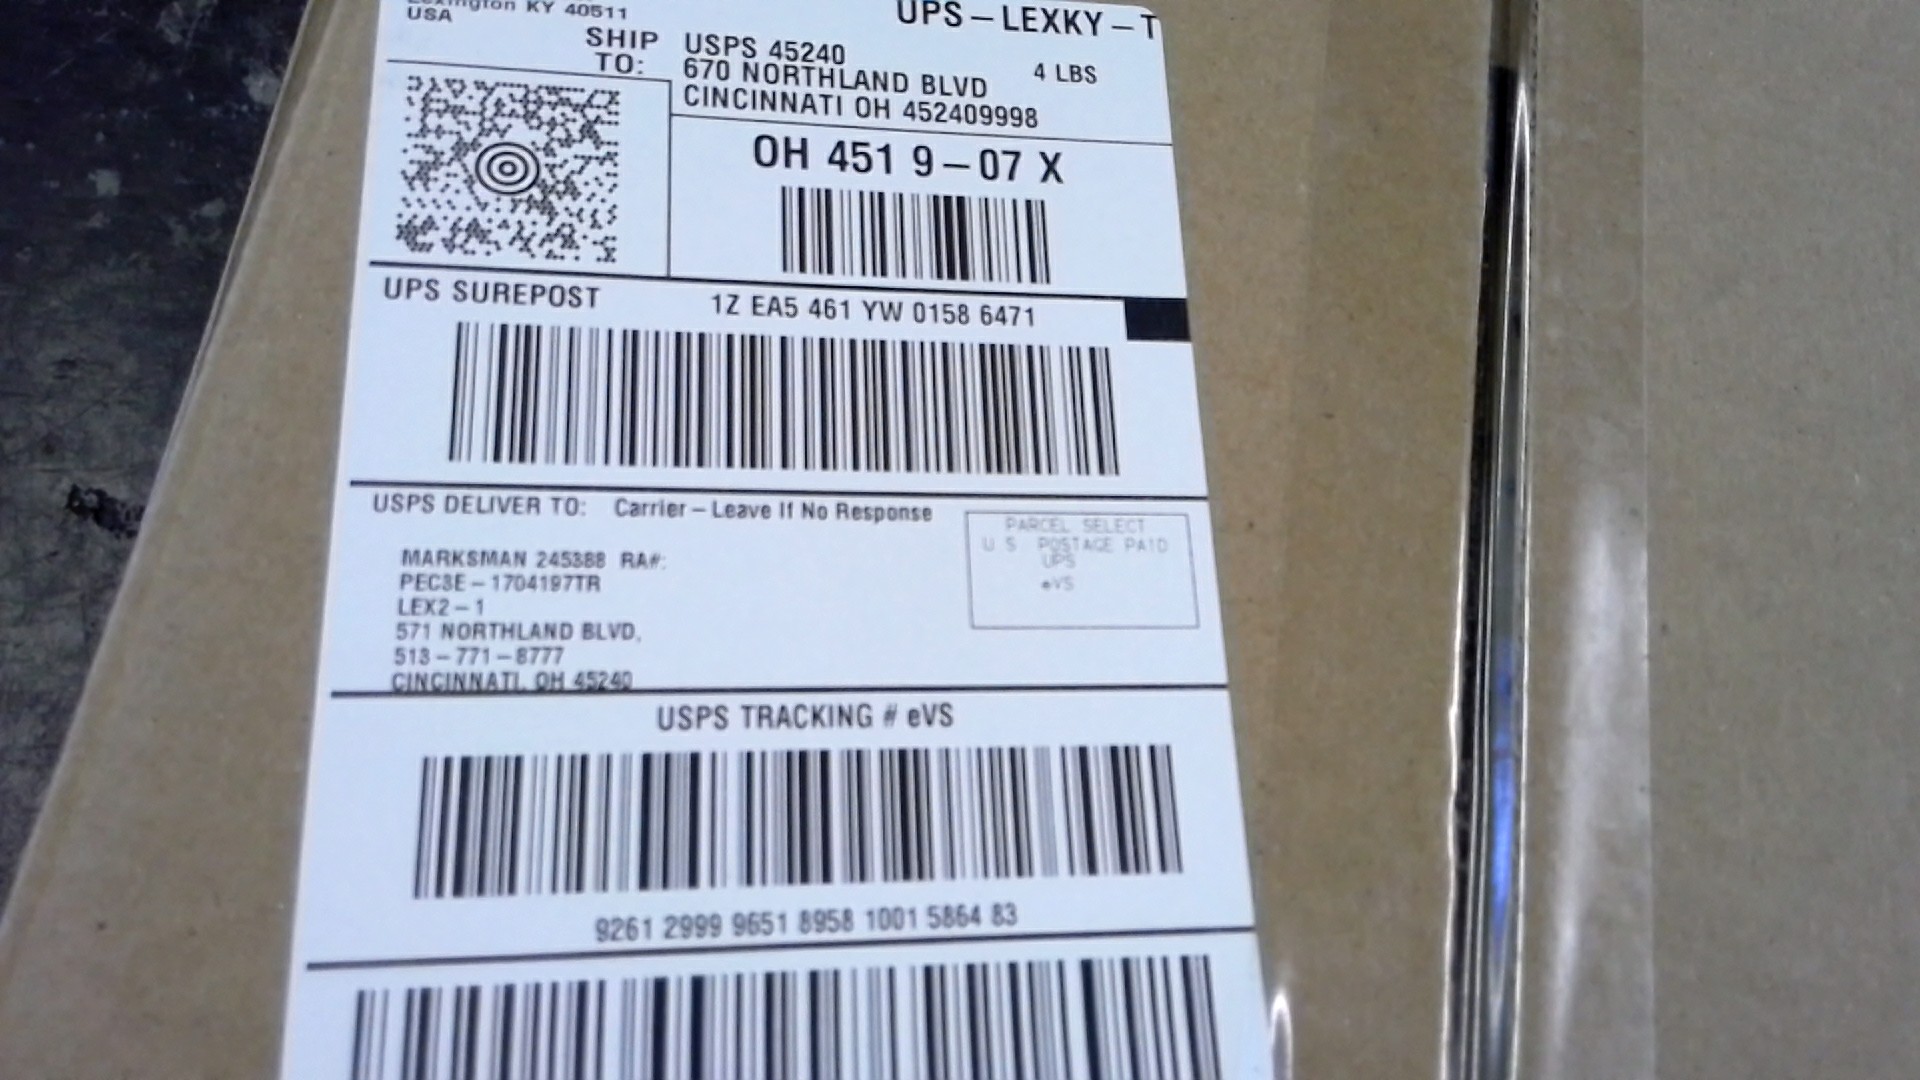 Lexington KY 40511
USA
UPS – LEXKY – T
SHIP TO:
USPS 45240
4 LBS
670 NORTHLAND BLVD
CINCINNATI OH 452409998
OH 451 9 – 07 X
UPS SUREPOST
1Z EA5 461 YW 0158 6471
USPS DELIVER TO: Carrier – Leave If No Response
MARKSMAN 245388 RA#:
PEC3E – 1704197TR
LEX2 – 1
571 NORTHLAND BLVD,
513 – 771 – 8777
CINCINNATI, OH 45240
PARCEL SELECT
U S POSTAGE PAID
UPS
eVS
USPS TRACKING # eVS
9261 2999 9651 8958 1001 5864 83